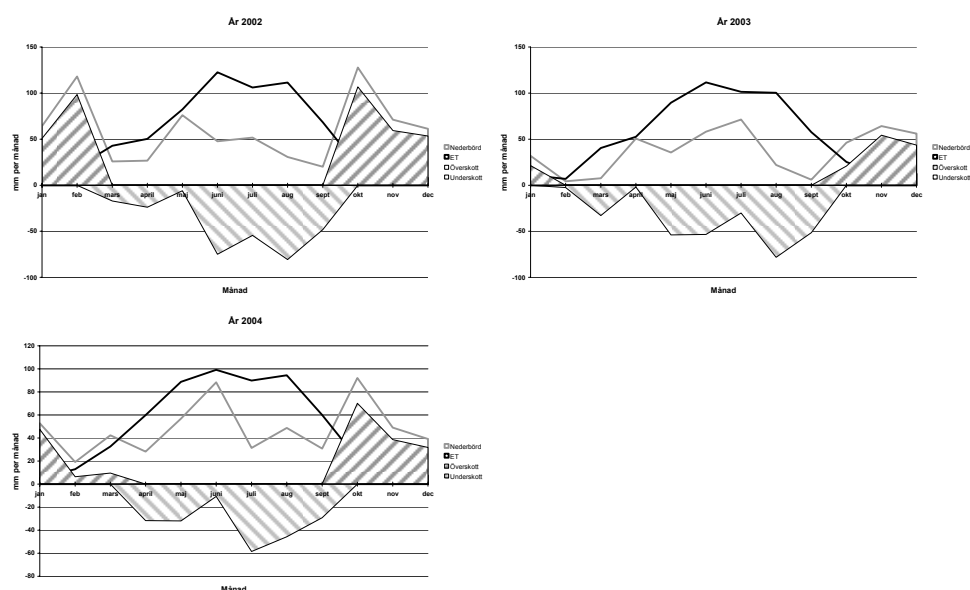 År 2002
150
100
50
0
-50
-100
mm per månad
jan feb mars april maj juni juli aug sept okt nov dec
Månad
Nederbörd
ET
Överskott
Underskott
År 2003
150
100
50
0
-50
-100
mm per månad
jan feb mars april maj juni juli aug sept okt nov dec
Månad
Nederbörd
ET
Överskott
Underskott
År 2004
120
100
80
60
40
20
0
-20
-40
-60
-80
mm per månad
jan feb mars april maj juni juli aug sept okt nov dec
Månad
Nederbörd
ET
Överskott
Underskott